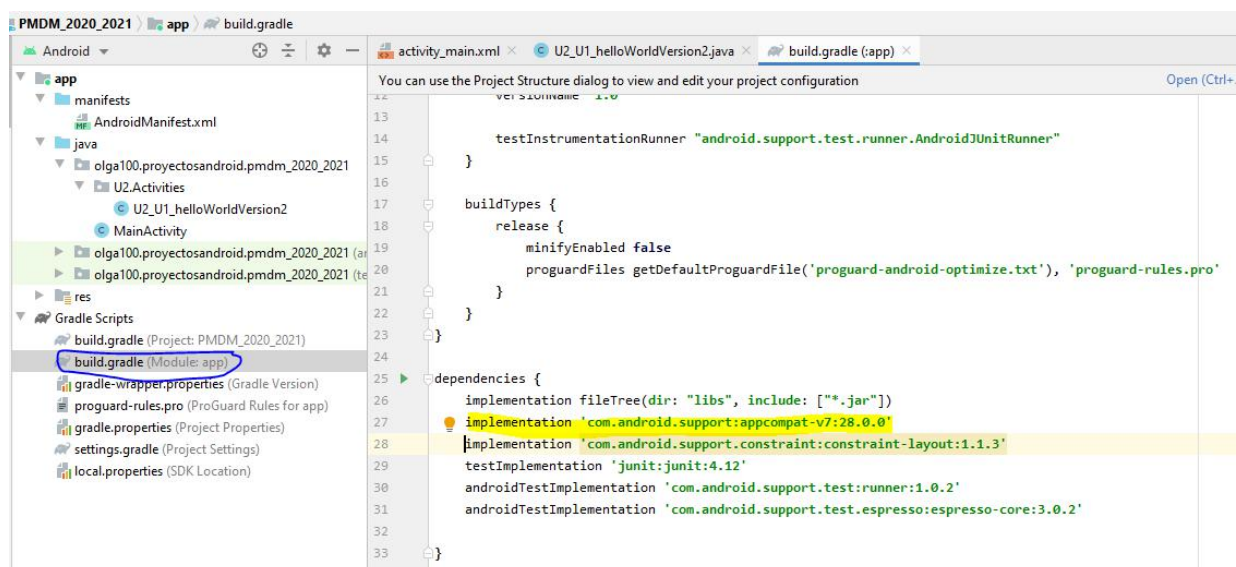 PMDM_2020_2021 app build.gradle
Android
activity_main.xml U2_U1_helloWorldVersion2.java build.gradle (:app)
app
manifests
AndroidManifest.xml
java
olga100.proyectosandroid.pmdm_2020_2021
U2.Activities
U2_U1_helloWorldVersion2
MainActivity
olga100.proyectosandroid.pmdm_2020_2021 (ar
olga100.proyectosandroid.pmdm_2020_2021 (te
res
Gradle Scripts
build.gradle (Project: PMDM_2020_2021)
build.gradle (Module: app)
gradle-wrapper.properties (Gradle Version)
proguard-rules.pro (ProGuard Rules for app)
gradle.properties (Project Properties)
settings.gradle (Project Settings)
local.properties (SDK Location)
You can use the Project Structure dialog to view and edit your project configuration Open (Ctrl+
12 versionName "1.0"
13
14 testInstrumentationRunner "android.support.test.runner.AndroidJUnitRunner"
15 }
16
17 buildTypes {
18 release {
19 minifyEnabled false
20 proguardFiles getDefaultProguardFile('proguard-android-optimize.txt'), 'proguard-rules.pro'
21 }
22 }
23 }
24
25 dependencies {
26 implementation fileTree(dir: "libs", include: ["*.jar"])
27 implementation 'com.android.support:appcompat-v7:28.0.0'
28 implementation 'com.android.support.constraint:constraint-layout:1.1.3'
29 testImplementation 'junit:junit:4.12'
30 androidTestImplementation 'com.android.support.test:runner:1.0.2'
31 androidTestImplementation 'com.android.support.test.espresso:espresso-core:3.0.2'
32
33 }